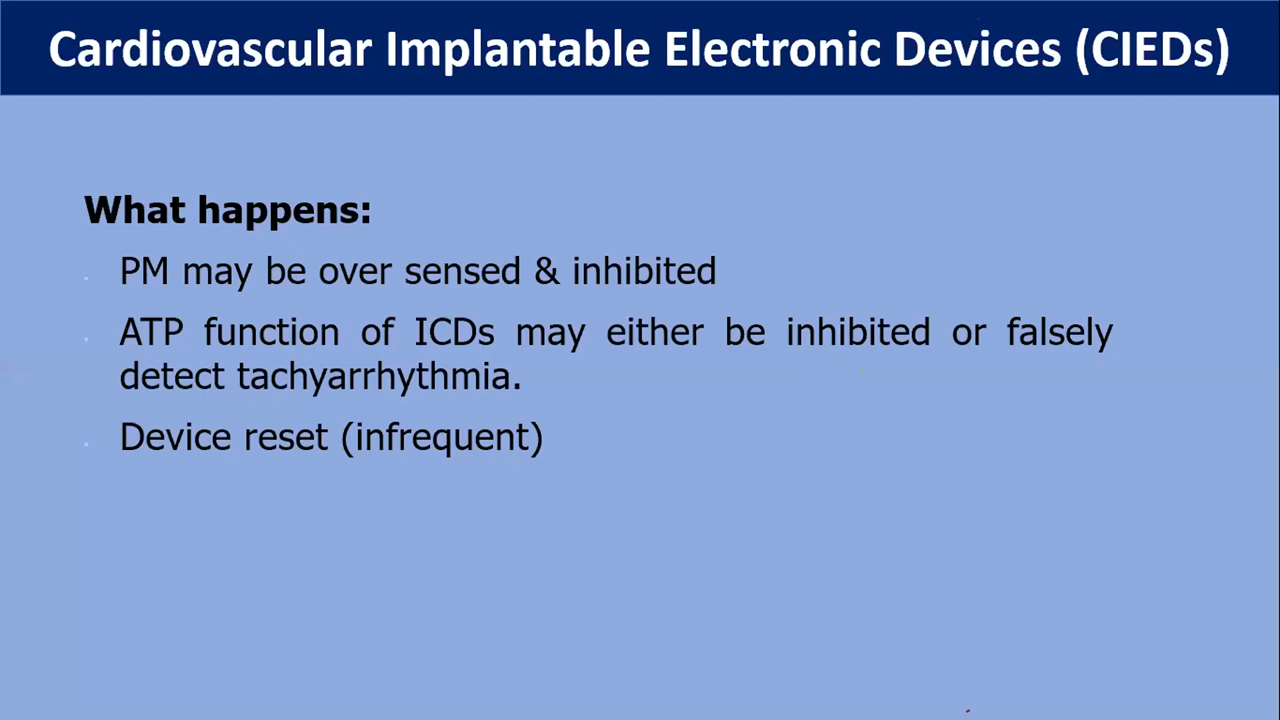 Cardiovascular Implantable Electronic Devices (CIEDs)
What happens:
PM may be over sensed & inhibited
ATP function of ICDs may either be inhibited or falsely
detect tachyarrhythmia.
Device reset (infrequent)